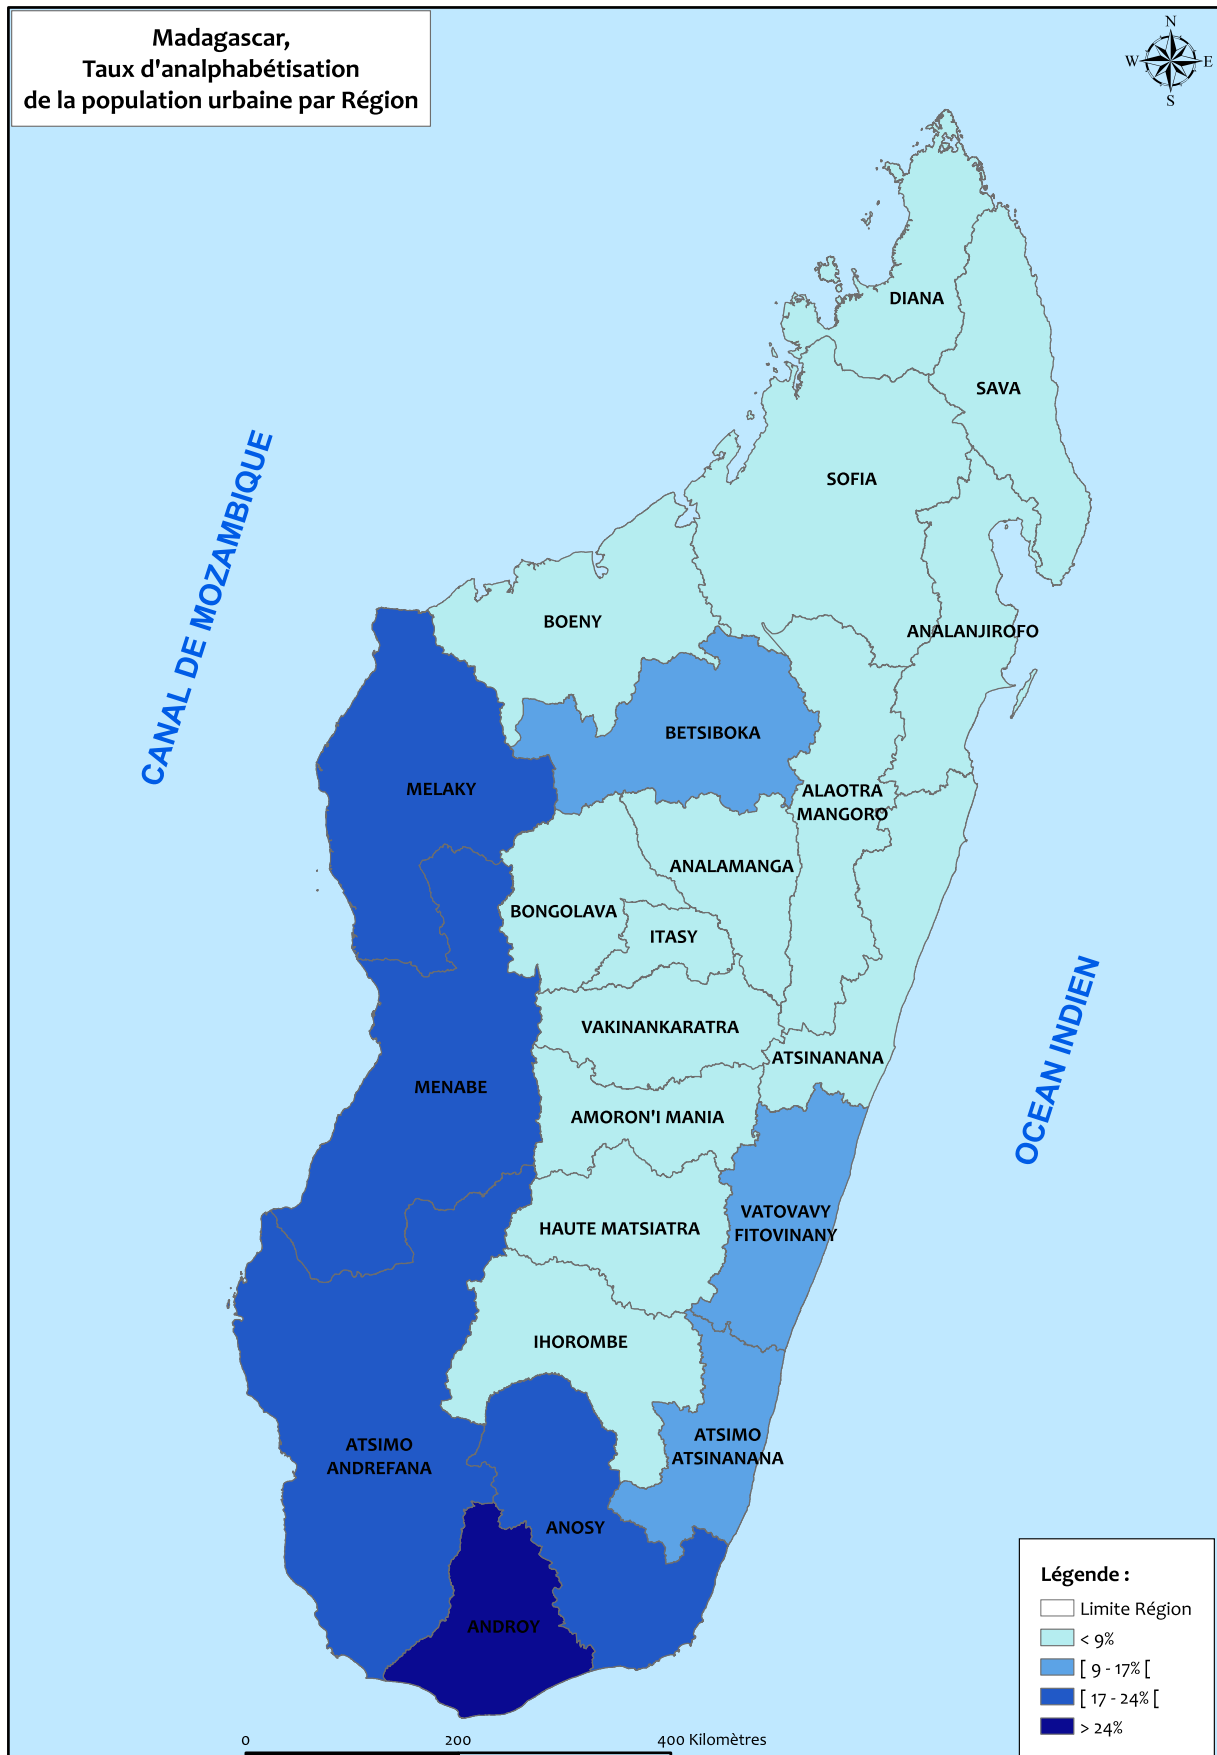 Madagascar,
Taux d'analphabétisation
de la population urbaine par Région
N
W
E
S
DIANA
SAVA
SOFIA
CANAL DE MOZAMBIQUE
BOENY
ANALANJIROFO
BETSIBOKA
MELAKY
ALAOTRA
MANGORO
ANALAMANGA
BONGOLAVA
ITASY
OCEAN INDIEN
VAKINANKARATRA
ATSINANANA
MENABE
AMORON'I MANIA
VATOVAVY
FITOVINANY
HAUTE MATSIATRA
IHOROMBE
ATSIMO
ANDREFANA
ATSIMO
ATSINANANA
ANOSY
ANDROY
Légende :
Limite Région
< 9%
[ 9 - 17% [
[ 17 - 24% [
> 24%
0 200 400 Kilomètres